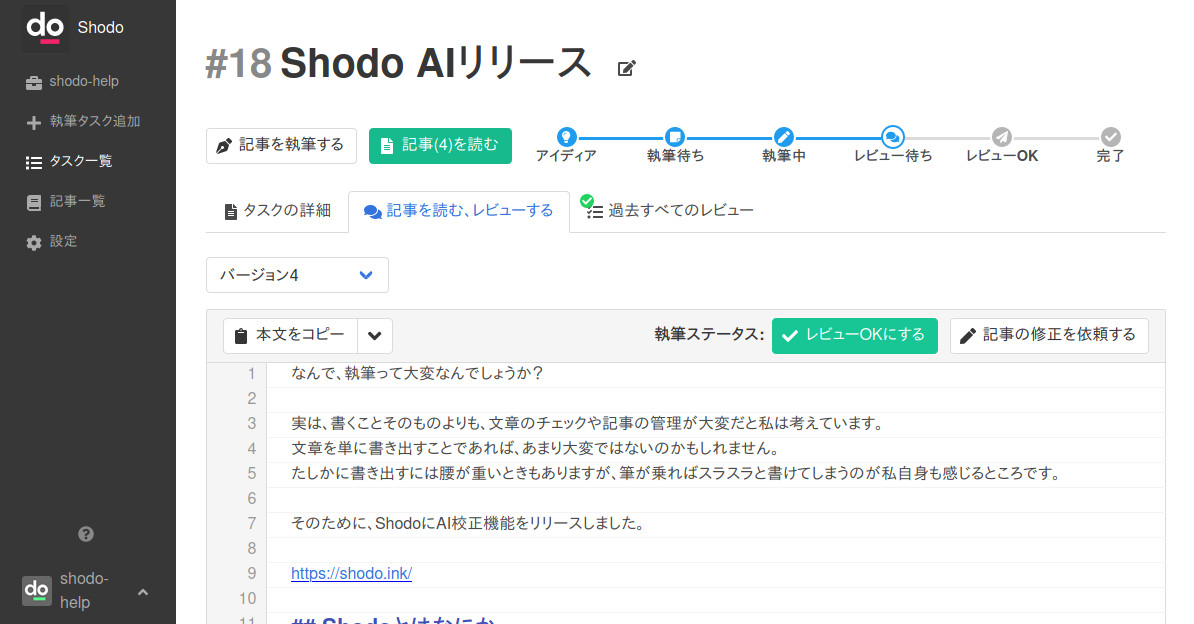 do Shodo
shodo-help
執筆タスク追加
タスク一覧
記事一覧
設定
do shodo-help
#18 Shodo AIリリース
記事を執筆する
記事(4)を読む
アイディア
執筆待ち
執筆中
レビュー待ち
レビューOK
完了
タスクの詳細
記事を読む、レビューする
過去すべてのレビュー
バージョン4
本文をコピー
執筆ステータス:
レビューOKにする
記事の修正を依頼する
1 なんで、執筆って大変なんでしょうか？
2
3 実は、書くことそのものよりも、文章のチェックや記事の管理が大変だと私は考えています。
4 文章を単に書き出すことであれば、あまり大変ではないのかもしれません。
5 たしかに書き出すには腰が重いときもありますが、筆が乗ればスラスラと書けてしまうのが私自身も感じるところです。
6
7 そのために、ShodoにAI校正機能をリリースしました。
8
9 https://shodo.ink/
10
11 ## Shodoとはなにか